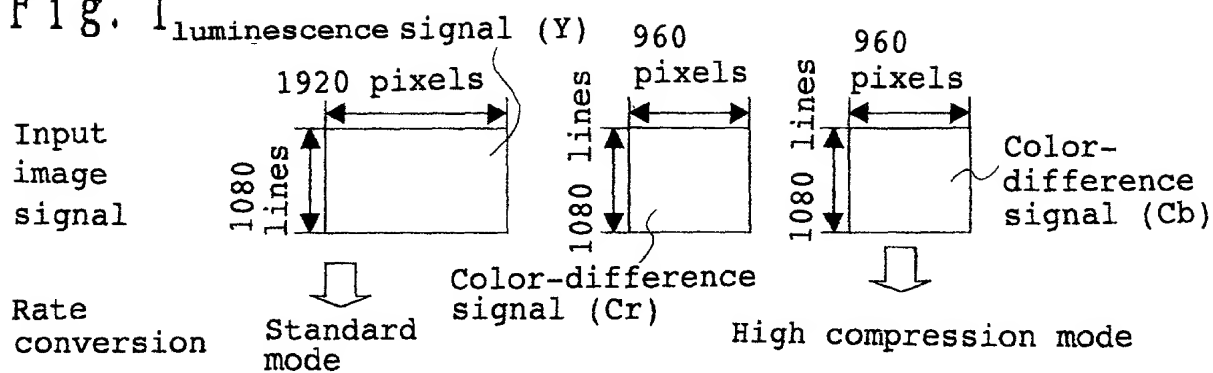 Fig. 1
luminescence signal (Y)
1920 pixels
1080
lines
960
pixels
1080 lines
960
pixels
1080 lines
Input
image
signal
Color-
difference
signal (Cb)
Color-difference
signal (Cr)
Rate
conversion
Standard
mode
High compression mode